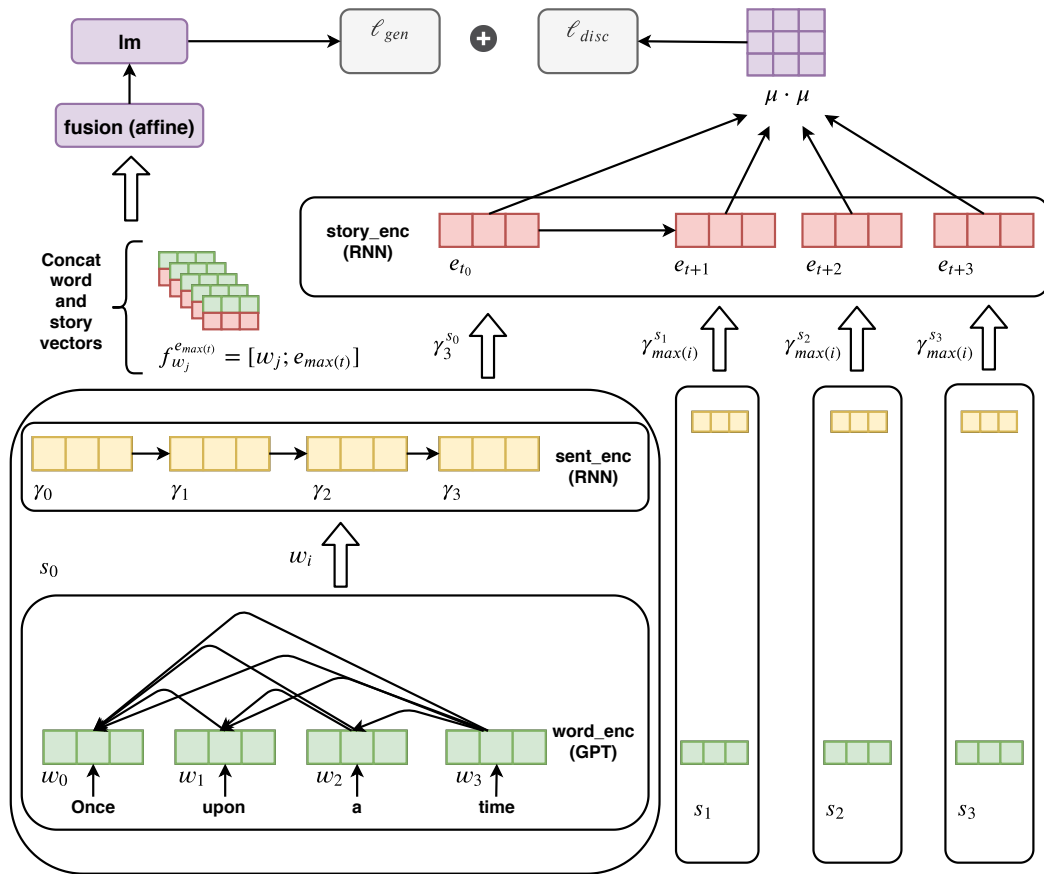 lm
ℓ gen
+
ℓ disc
μ · μ
fusion (affine)
story_enc
(RNN)
e_{t_0}
e_{t+1}
e_{t+2}
e_{t+3}
Concat
word
and
story
vectors
f_{w_j}^{e_{max(t)}} = [w_j; e_{max(t)}]
γ_3^{s_0}
γ_{max(i)}^{s_1}
γ_{max(i)}^{s_2}
γ_{max(i)}^{s_3}
sent_enc
(RNN)
γ_0
γ_1
γ_2
γ_3
w_i
s_0
word_enc
(GPT)
w_0
w_1
w_2
w_3
Once
upon
a
time
s_1
s_2
s_3